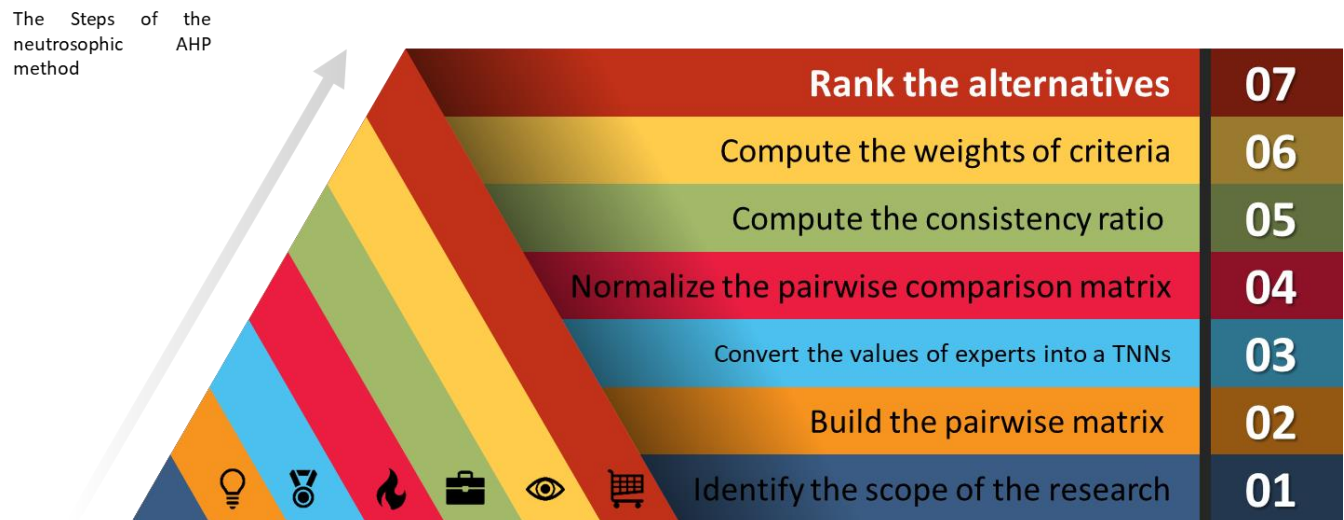 The Steps of the
neutrosophic AHP
method
Rank the alternatives 07
Compute the weights of criteria 06
Compute the consistency ratio 05
Normalize the pairwise comparison matrix 04
Convert the values of experts into a TNNs 03
Build the pairwise matrix 02
Identify the scope of the research 01